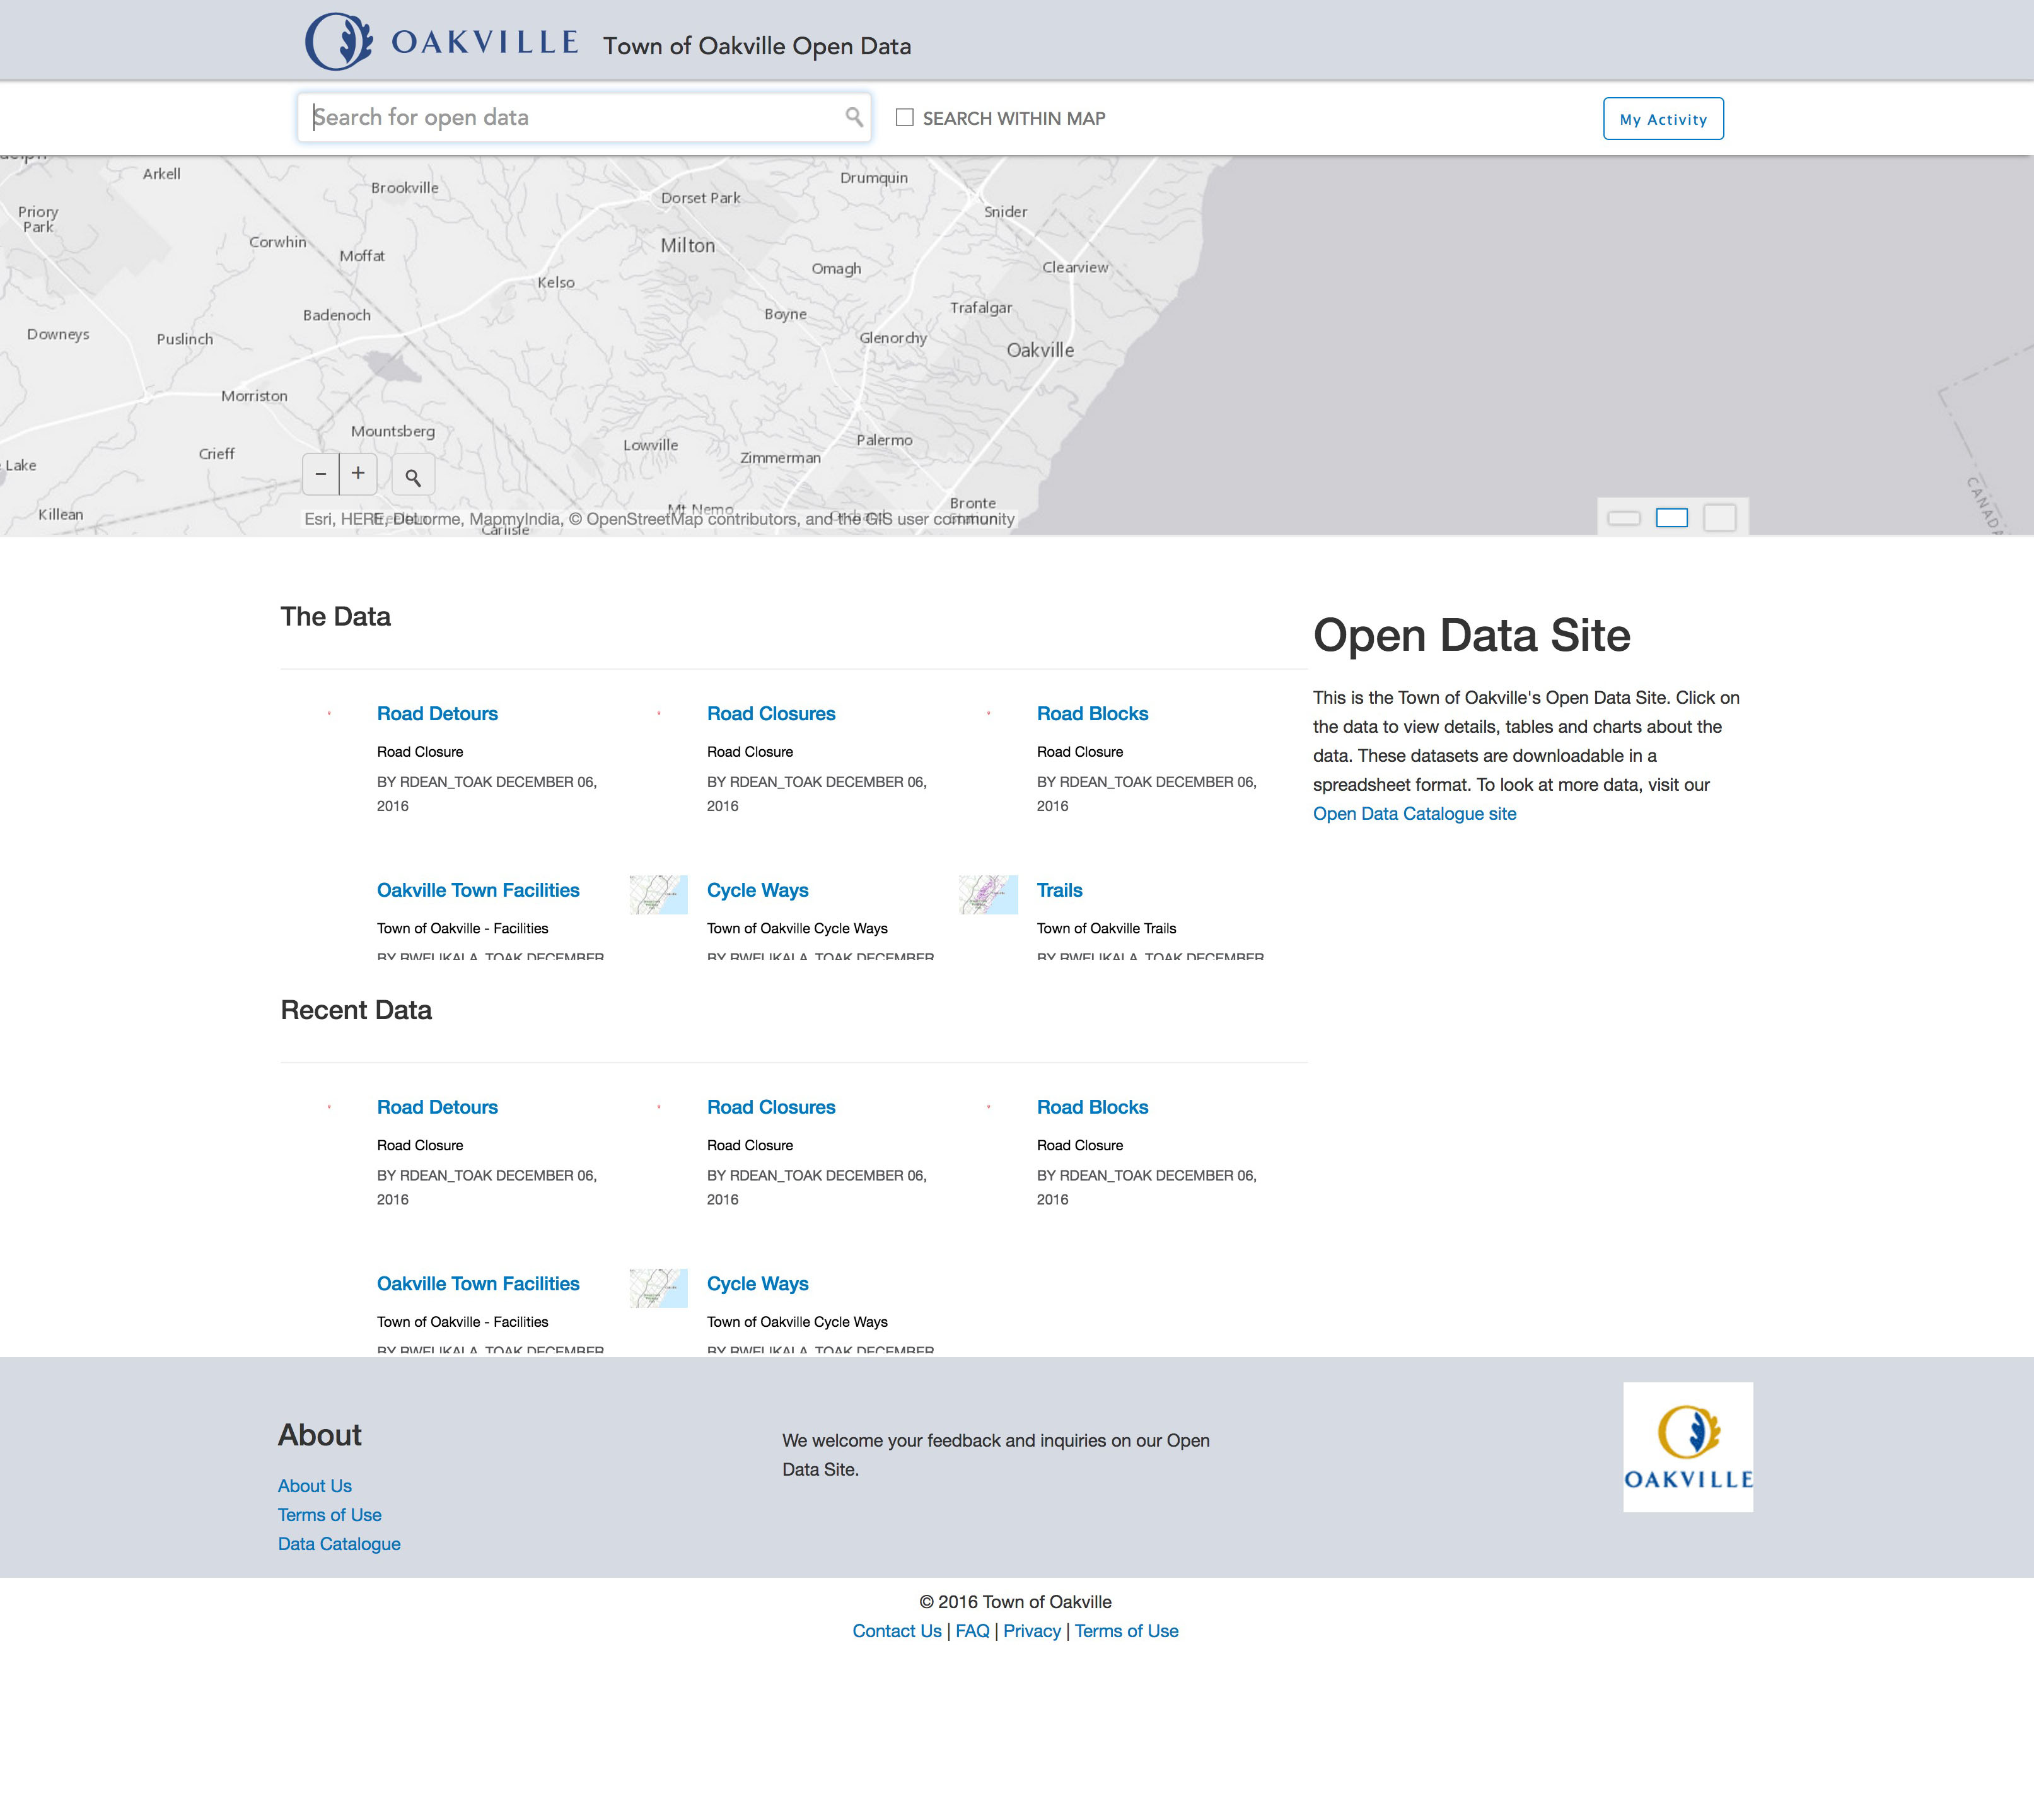 OAKVILLE Town of Oakville Open Data
Search for open data
SEARCH WITHIN MAP
My Activity
Arkell
Brookville
Dorset Park
Drumquin
Priory
Park
Snider
Corwhin
Moffat
Milton
Kelso
Omagh
Clearview
Badenoch
Boyne
Trafalgar
Downeys
Puslinch
Glenorchy
Oakville
Morriston
Mountsberg
Crieff
Lowville
Palermo
Zimmerman
Lake
− +
Killean
Mt Nemo
Bronte
CANADA
Esri, HERE, DeLorme, MapmyIndia, © OpenStreetMap contributors, and the GIS user community
Carlisle
The Data
Road Detours
Road Closure
BY RDEAN_TOAK DECEMBER 06,
2016
Road Closures
Road Closure
BY RDEAN_TOAK DECEMBER 06,
2016
Road Blocks
Road Closure
BY RDEAN_TOAK DECEMBER 06,
2016
Oakville Town Facilities
Town of Oakville - Facilities
BY RWELIKALA_TOAK DECEMBER
Cycle Ways
Town of Oakville Cycle Ways
BY RWELIKALA_TOAK DECEMBER
Trails
Town of Oakville Trails
BY RWELIKALA_TOAK DECEMBER
Open Data Site
This is the Town of Oakville's Open Data Site. Click on
the data to view details, tables and charts about the
data. These datasets are downloadable in a
spreadsheet format. To look at more data, visit our
Open Data Catalogue site
Recent Data
Road Detours
Road Closure
BY RDEAN_TOAK DECEMBER 06,
2016
Road Closures
Road Closure
BY RDEAN_TOAK DECEMBER 06,
2016
Road Blocks
Road Closure
BY RDEAN_TOAK DECEMBER 06,
2016
Oakville Town Facilities
Town of Oakville - Facilities
BY RWELIKALA_TOAK DECEMBER
Cycle Ways
Town of Oakville Cycle Ways
BY RWELIKALA_TOAK DECEMBER
About
About Us
Terms of Use
Data Catalogue
We welcome your feedback and inquiries on our Open
Data Site.
OAKVILLE
© 2016 Town of Oakville
Contact Us | FAQ | Privacy | Terms of Use